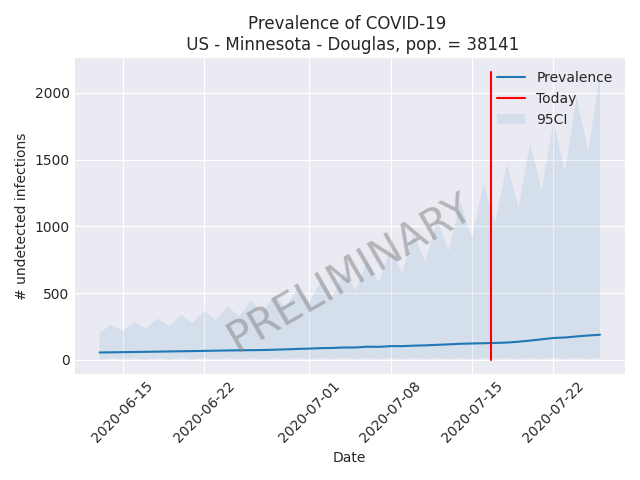 Prevalence of COVID-19
US - Minnesota - Douglas, pop. = 38141
Prevalence
Today
95CI
2000
1500
1000
500
0
# undetected infections
PRELIMINARY
2020-06-15
2020-06-22
2020-07-01
2020-07-08
2020-07-15
2020-07-22
Date